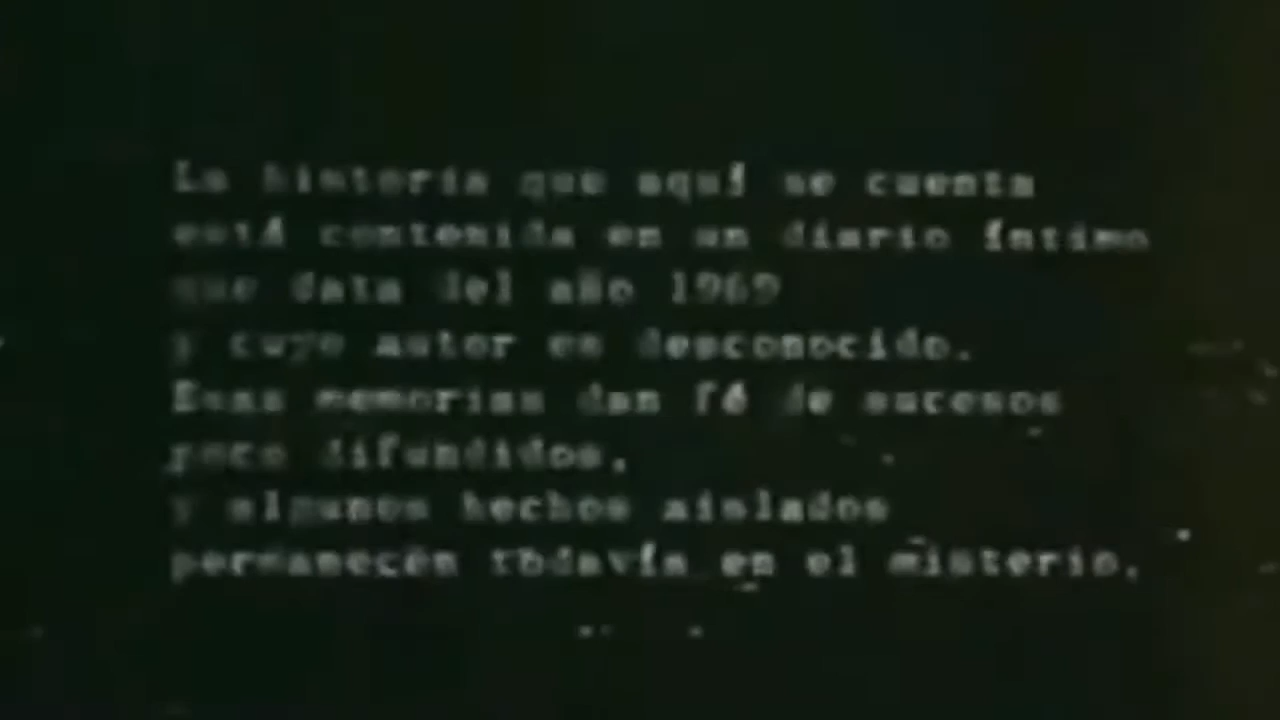 La historia que aquí se cuenta
está contenida en un diario íntimo
que data del año 1969
y cuyo autor es desconocido.
Esas memorias dan fé de sucesos
poco difundidos,
y algunos hechos aislados
permanecen todavía en el misterio.